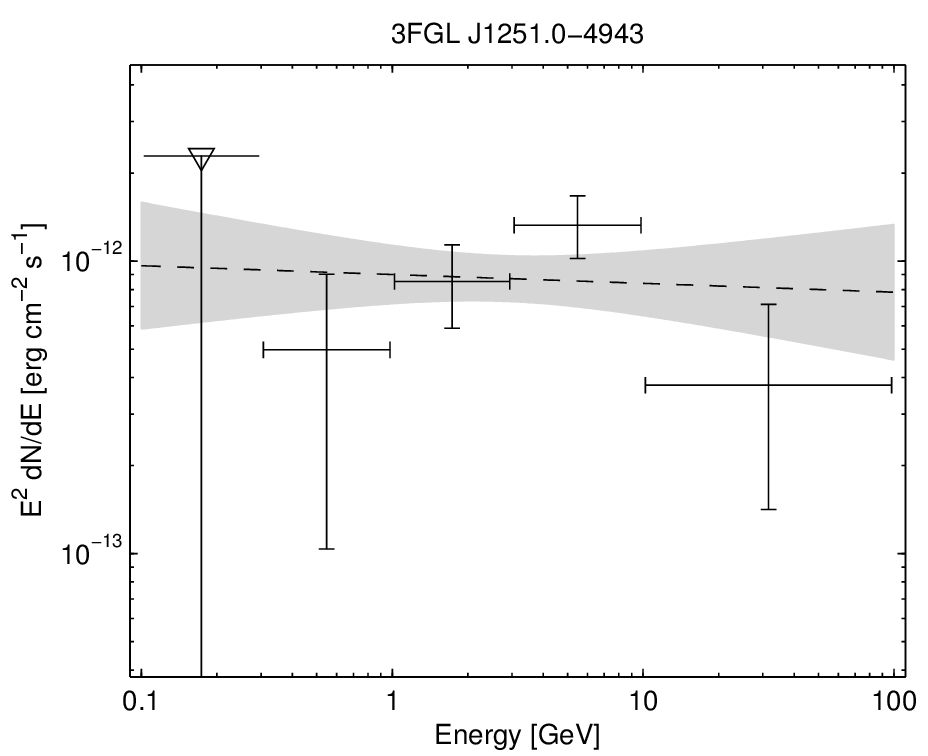 3FGL J1251.0−4943
E² dN/dE [erg cm⁻² s⁻¹]
10⁻¹²
10⁻¹³
0.1 1 10 100
Energy [GeV]